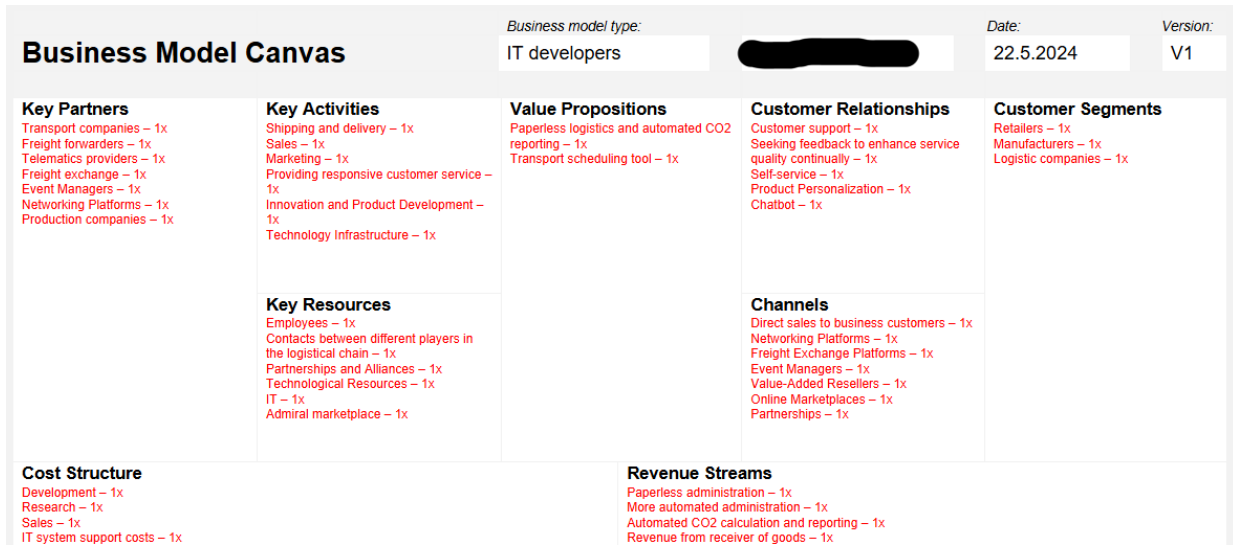 Business Model Canvas
Business model type:
IT developers
Date:
22.5.2024
Version:
V1
Key Partners
Transport companies – 1x
Freight forwarders – 1x
Telematics providers – 1x
Freight exchange – 1x
Event Managers – 1x
Networking Platforms – 1x
Production companies – 1x
Key Activities
Shipping and delivery – 1x
Sales – 1x
Marketing – 1x
Providing responsive customer service –
1x
Innovation and Product Development –
1x
Technology Infrastructure – 1x
Key Resources
Employees – 1x
Contacts between different players in
the logistical chain – 1x
Partnerships and Alliances – 1x
Technological Resources – 1x
IT – 1x
Admiral marketplace – 1x
Value Propositions
Paperless logistics and automated CO2
reporting – 1x
Transport scheduling tool – 1x
Customer Relationships
Customer support – 1x
Seeking feedback to enhance service
quality continually – 1x
Self-service – 1x
Product Personalization – 1x
Chatbot – 1x
Channels
Direct sales to business customers – 1x
Networking Platforms – 1x
Freight Exchange Platforms – 1x
Event Managers – 1x
Value-Added Resellers – 1x
Online Marketplaces – 1x
Partnerships – 1x
Customer Segments
Retailers – 1x
Manufacturers – 1x
Logistic companies – 1x
Cost Structure
Development – 1x
Research – 1x
Sales – 1x
IT system support costs – 1x
Revenue Streams
Paperless administration – 1x
More automated administration – 1x
Automated CO2 calculation and reporting – 1x
Revenue from receiver of goods – 1x